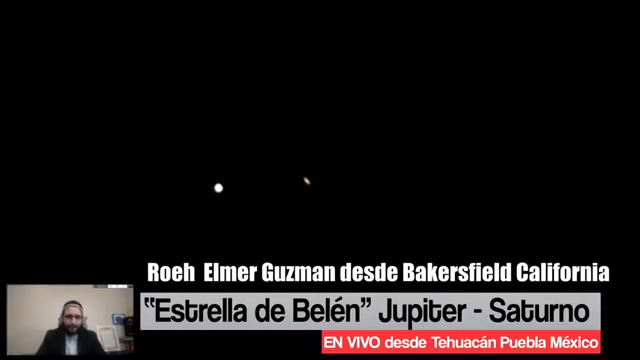 Roeh Elmer Guzman desde Bakersfield California
“Estrella de Belén” Jupiter - Saturno
EN VIVO desde Tehuacán Puebla México